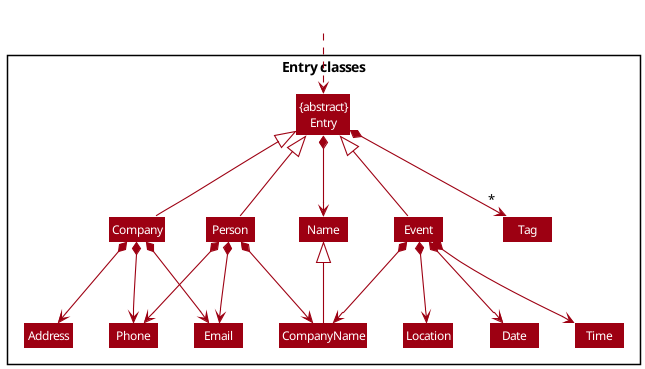 Entry classes
{abstract}
Entry
*
Company
Person
Name
Event
Tag
Address
Phone
Email
CompanyName
Location
Date
Time